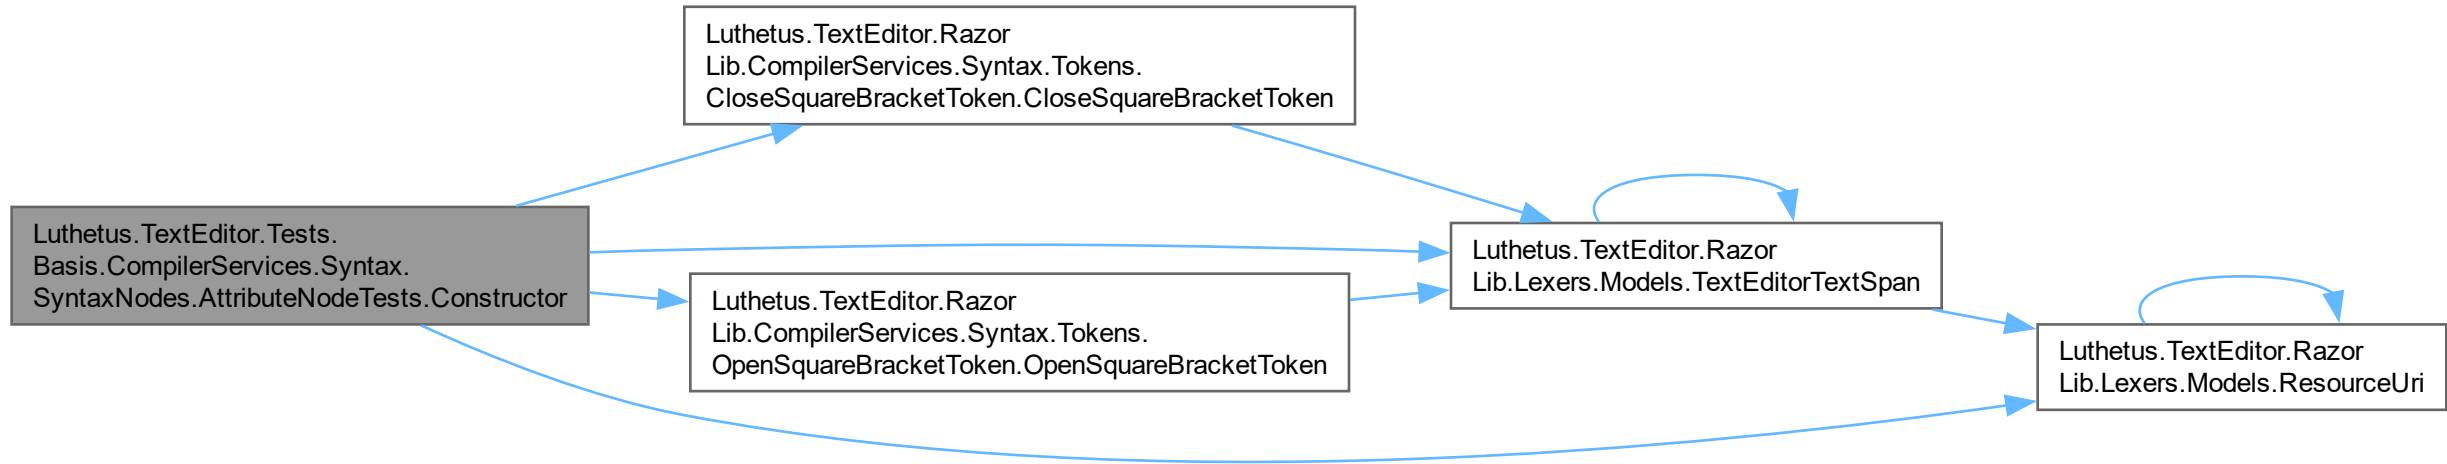 Luthetus.TextEditor.Tests.
Basis.CompilerServices.Syntax.
SyntaxNodes.AttributeNodeTests.Constructor
Luthetus.TextEditor.Razor
Lib.CompilerServices.Syntax.Tokens.
CloseSquareBracketToken.CloseSquareBracketToken
Luthetus.TextEditor.Razor
Lib.CompilerServices.Syntax.Tokens.
OpenSquareBracketToken.OpenSquareBracketToken
Luthetus.TextEditor.Razor
Lib.Lexers.Models.TextEditorTextSpan
Luthetus.TextEditor.Razor
Lib.Lexers.Models.ResourceUri